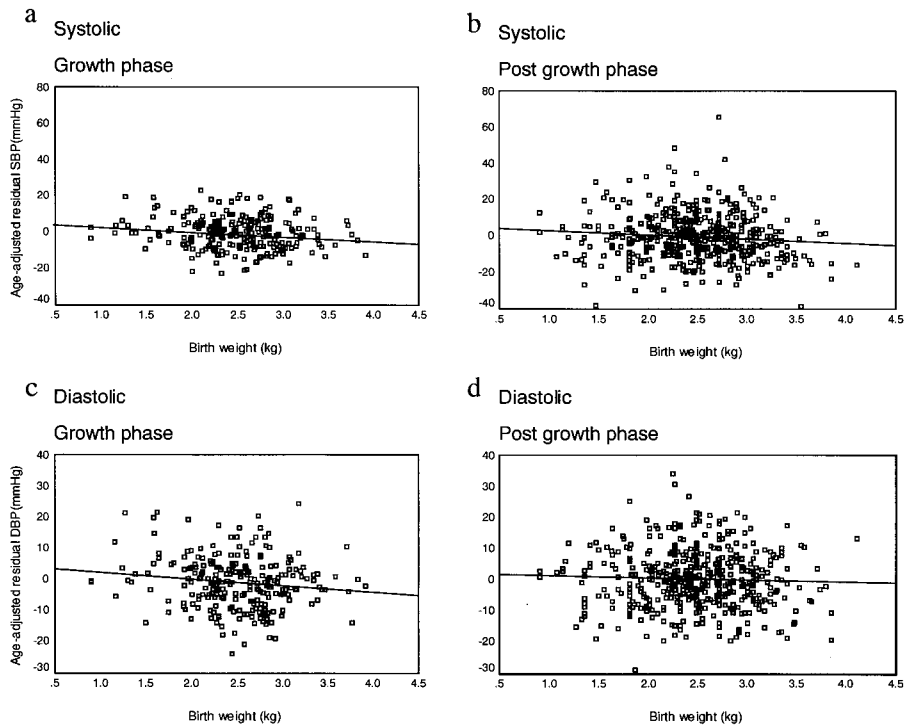 a
Systolic
Growth phase
Age-adjusted residual SBP(mmHg)
80
60
40
20
0
-20
-40
.5 1.0 1.5 2.0 2.5 3.0 3.5 4.0 4.5
Birth weight (kg)
b
Systolic
Post growth phase
80
60
40
20
0
-20
-40
.5 1.0 1.5 2.0 2.5 3.0 3.5 4.0 4.5
Birth weight (kg)
c
Diastolic
Growth phase
Age-adjusted residual DBP(mmHg)
40
30
20
10
0
-10
-20
-30
.5 1.0 1.5 2.0 2.5 3.0 3.5 4.0 4.5
Birth weight (kg)
d
Diastolic
Post growth phase
40
30
20
10
0
-10
-20
-30
.5 1.0 1.5 2.0 2.5 3.0 3.5 4.0 4.5
Birth weight (kg)